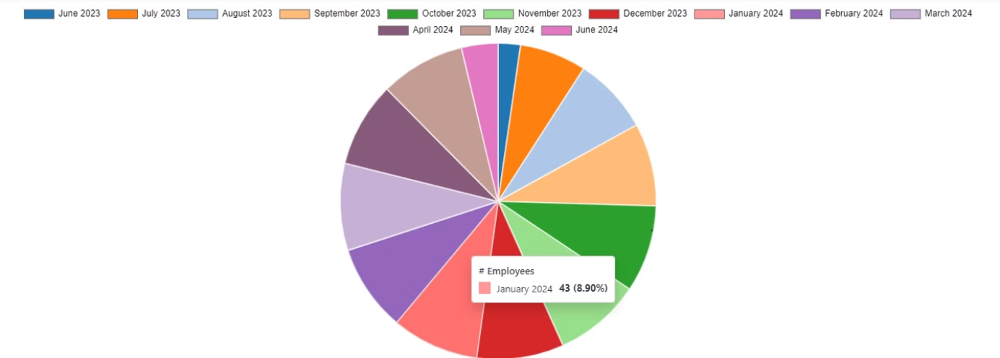 June 2023 July 2023 August 2023 September 2023 October 2023 November 2023 December 2023 January 2024 February 2024 March 2024
April 2024 May 2024 June 2024
# Employees
January 2024 43 (8.90%)